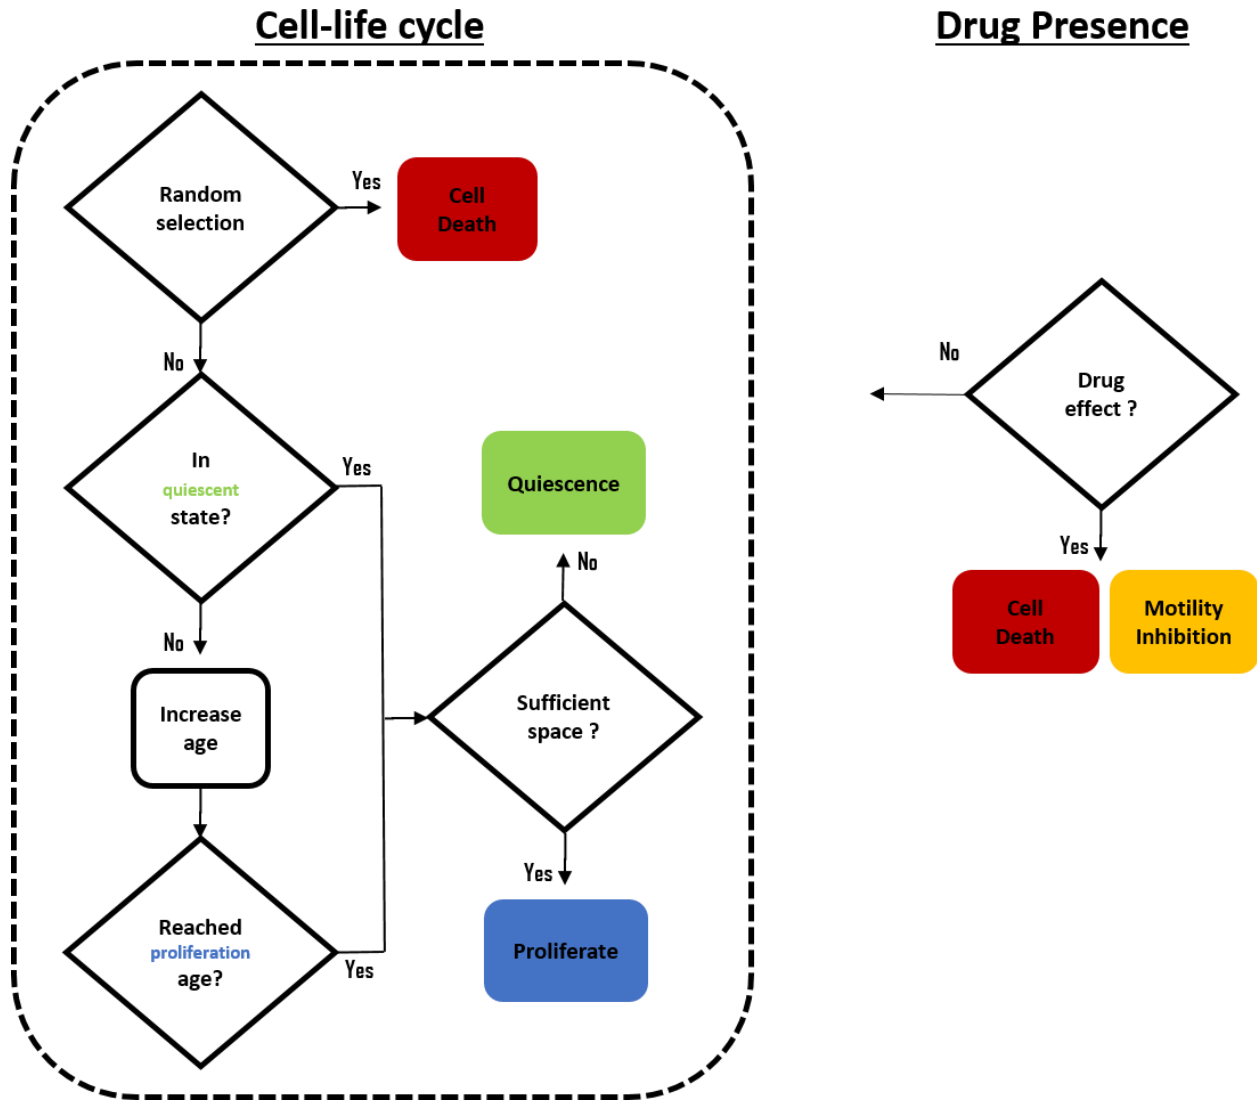 Cell-life cycle
Drug Presence
Random
selection
Yes
Cell
Death
No
In
quiescent
state?
Yes
Quiescence
No
No
Increase
age
Sufficient
space ?
Yes
Proliferate
Reached
proliferation
age?
Yes
No
Drug
effect ?
Yes
Cell
Death
Motility
Inhibition